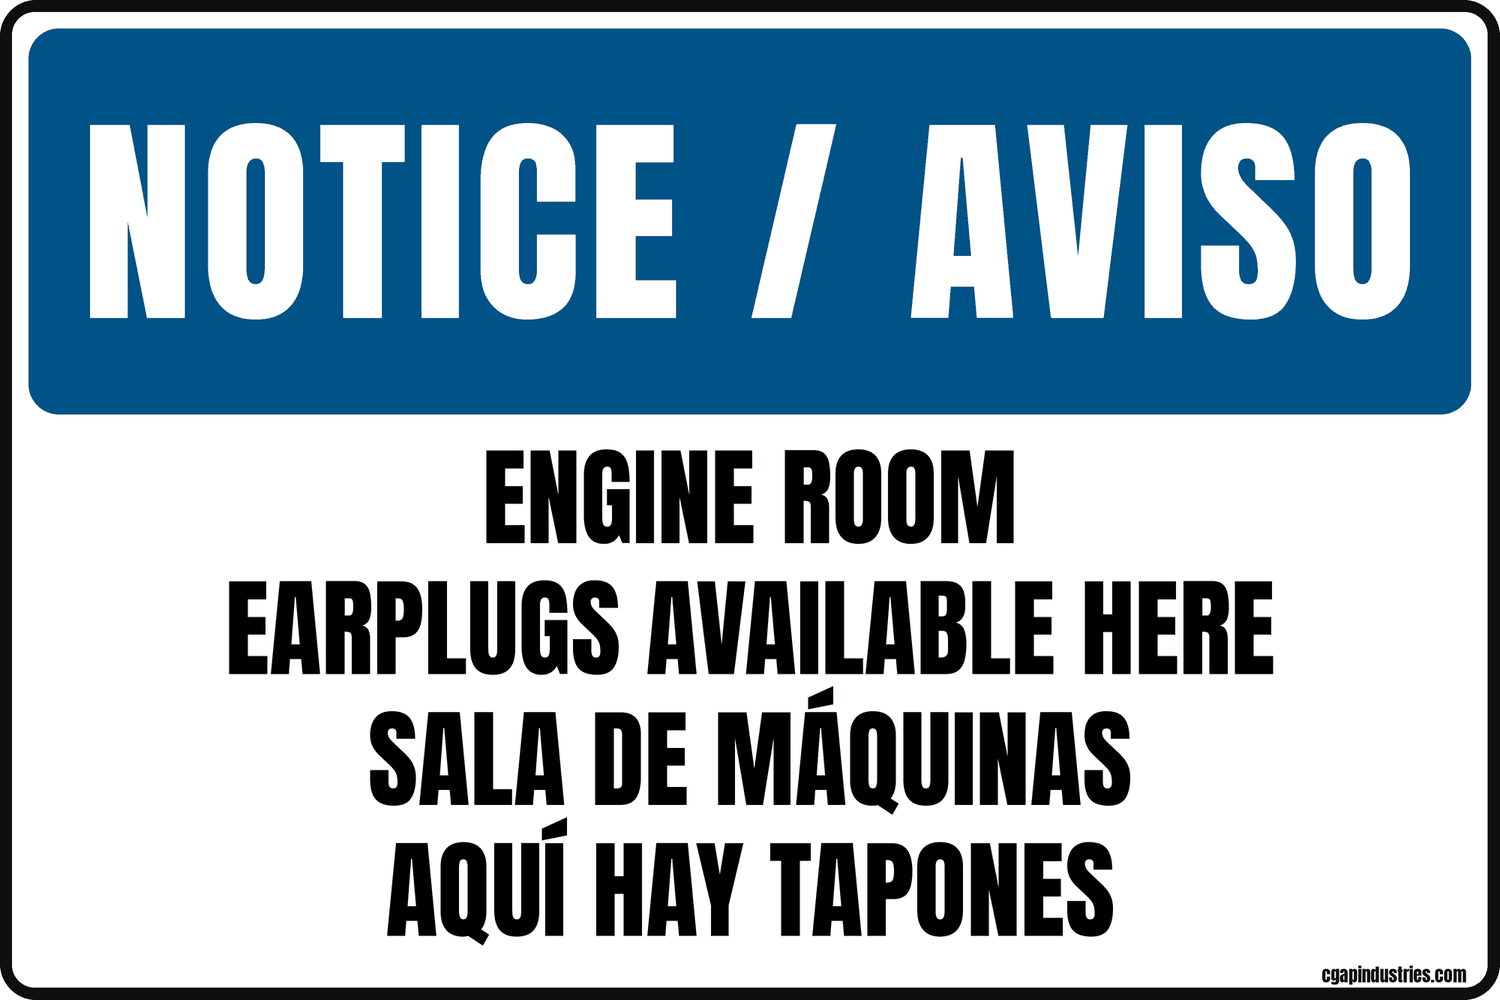 NOTICE / AVISO
ENGINE ROOM
EARPLUGS AVAILABLE HERE
SALA DE MÁQUINAS
AQUÍ HAY TAPONES
cgapindustries.com